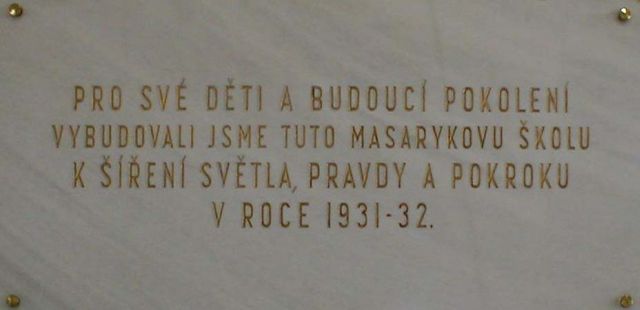 PRO SVÉ DĚTI A BUDOUCÍ POKOLENÍ
VYBUDOVALI JSME TUTO MASARYKOVU ŠKOLU
K ŠÍŘENÍ SVĚTLA, PRAVDY A POKROKU
V ROCE 1931-32.